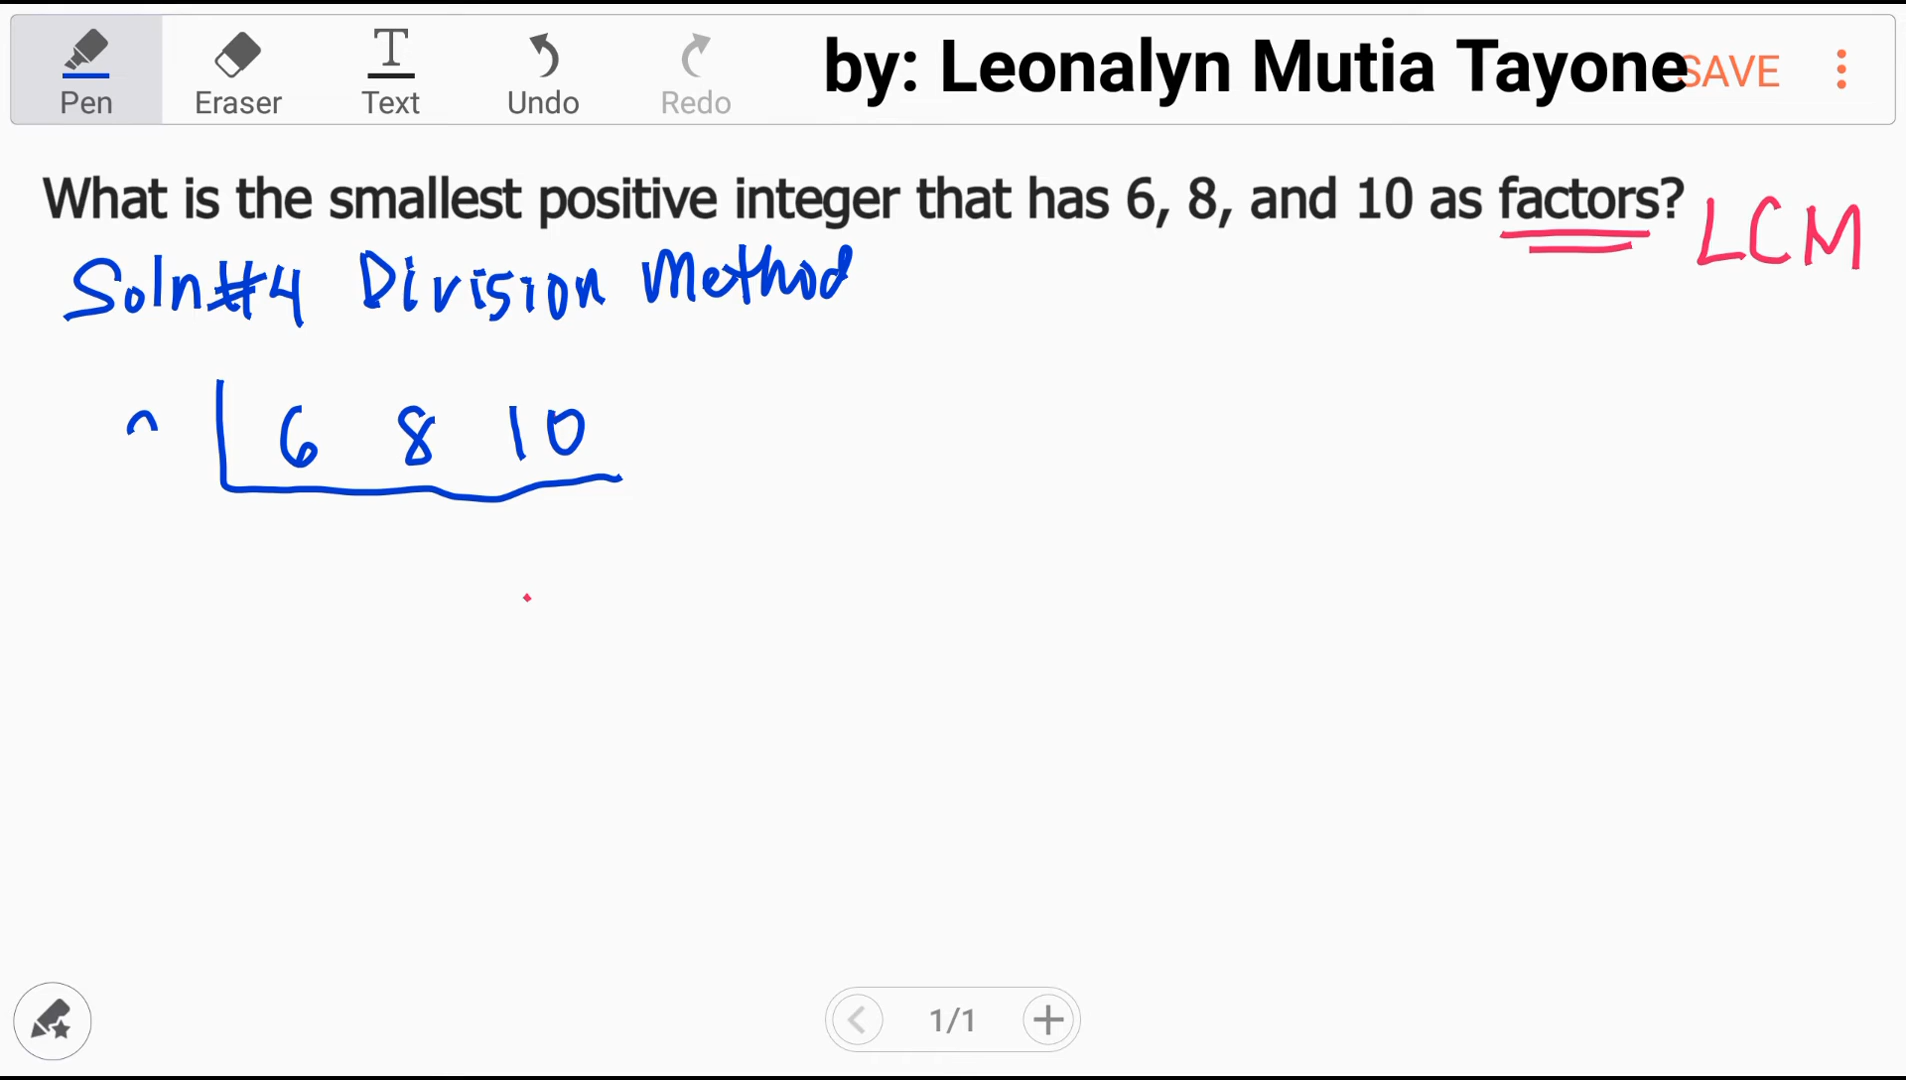 Pen Eraser Text Undo Redo by: Leonalyn Mutia Tayone SAVE
What is the smallest positive integer that has 6, 8, and 10 as factors? LCM
Soln#4 Division Method
6 8 10
1/1